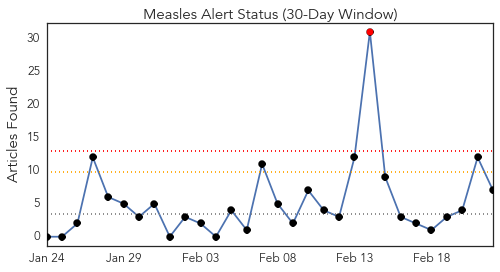 Measles Alert Status (30-Day Window)
Articles Found
30
25
20
15
10
5
0
Jan 24 Jan 29 Feb 03 Feb 08 Feb 13 Feb 18